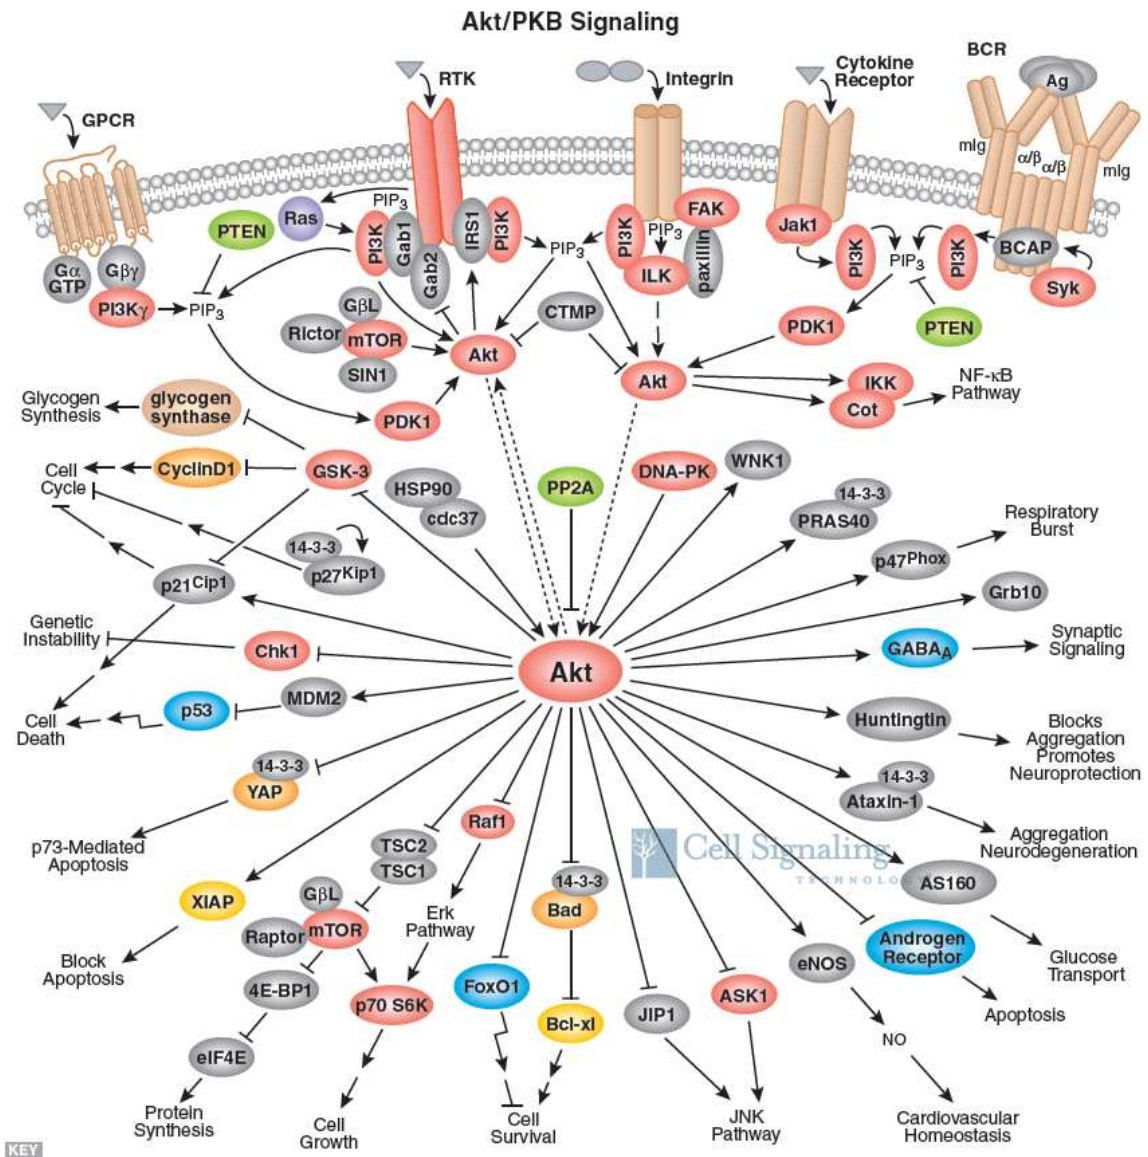 Akt/PKB Signaling
BCR
RTK
Integrin
Cytokine
Receptor
Ag
GPCR
mIg
α/β
α/β
mIg
PIP3
FAK
PTEN
Ras
PI3K
Gab1
IRS1
PI3K
PI3K
PIP3
paxillin
Jak1
Gα
GTP
Gβγ
Gab2
PIP3
ILK
PI3K
PIP3
PI3K
BCAP
Syk
PI3Kγ
PIP3
GβL
CTMP
PDK1
PTEN
Rictor
mTOR
Akt
SIN1
Akt
IKK
Cot
NF-κB
Pathway
Glycogen
Synthesis
glycogen
synthase
PDK1
Cell
Cycle
CyclinD1
GSK-3
HSP90
cdc37
PP2A
DNA-PK
WNK1
14-3-3
PRAS40
Respiratory
Burst
14-3-3
p27Kip1
p47Phox
p21Cip1
Grb10
Genetic
Instability
Chk1
GABAA
Synaptic
Signaling
Akt
MDM2
p53
Cell
Death
Huntingtin
Blocks
Aggregation
Promotes
Neuroprotection
14-3-3
YAP
14-3-3
Ataxin-1
p73-Mediated
Apoptosis
Raf1
TSC2
TSC1
Cell Signaling
TECHNOLOGY
Aggregation
Neurodegeneration
AS160
XIAP
GβL
Raptor
mTOR
Erk
Pathway
14-3-3
Bad
Androgen
Receptor
Glucose
Transport
Block
Apoptosis
4E-BP1
p70 S6K
FoxO1
Bcl-xl
JIP1
ASK1
eNOS
Apoptosis
NO
eIF4E
Protein
Synthesis
Cell
Growth
Cell
Survival
JNK
Pathway
Cardiovascular
Homeostasis
KEY